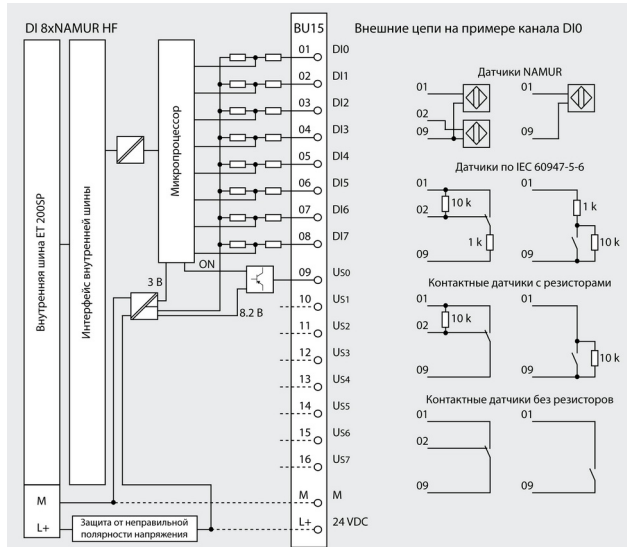 DI 8xNAMUR HF
BU15
Внешние цепи на примере канала DI0
01 DI0
02 DI1
03 DI2
04 DI3
05 DI4
06 DI5
07 DI6
08 DI7
09 US0
10 US1
11 US2
12 US3
13 US4
14 US5
15 US6
16 US7
M M
L+ 24 VDC
Внутренняя шина ET 200SP
Интерфейс внутренней шины
Микропроцессор
ON
3 В
8.2 В
M
L+
Защита от неправильной
полярности напряжения
Датчики NAMUR
01
02
09
01
09
Датчики по IEC 60947-5-6
01
10 k
02
1 k
09
01
1 k
10 k
09
Контактные датчики с резисторами
01
10 k
02
09
01
10 k
09
Контактные датчики без резисторов
01
02
09
01
09